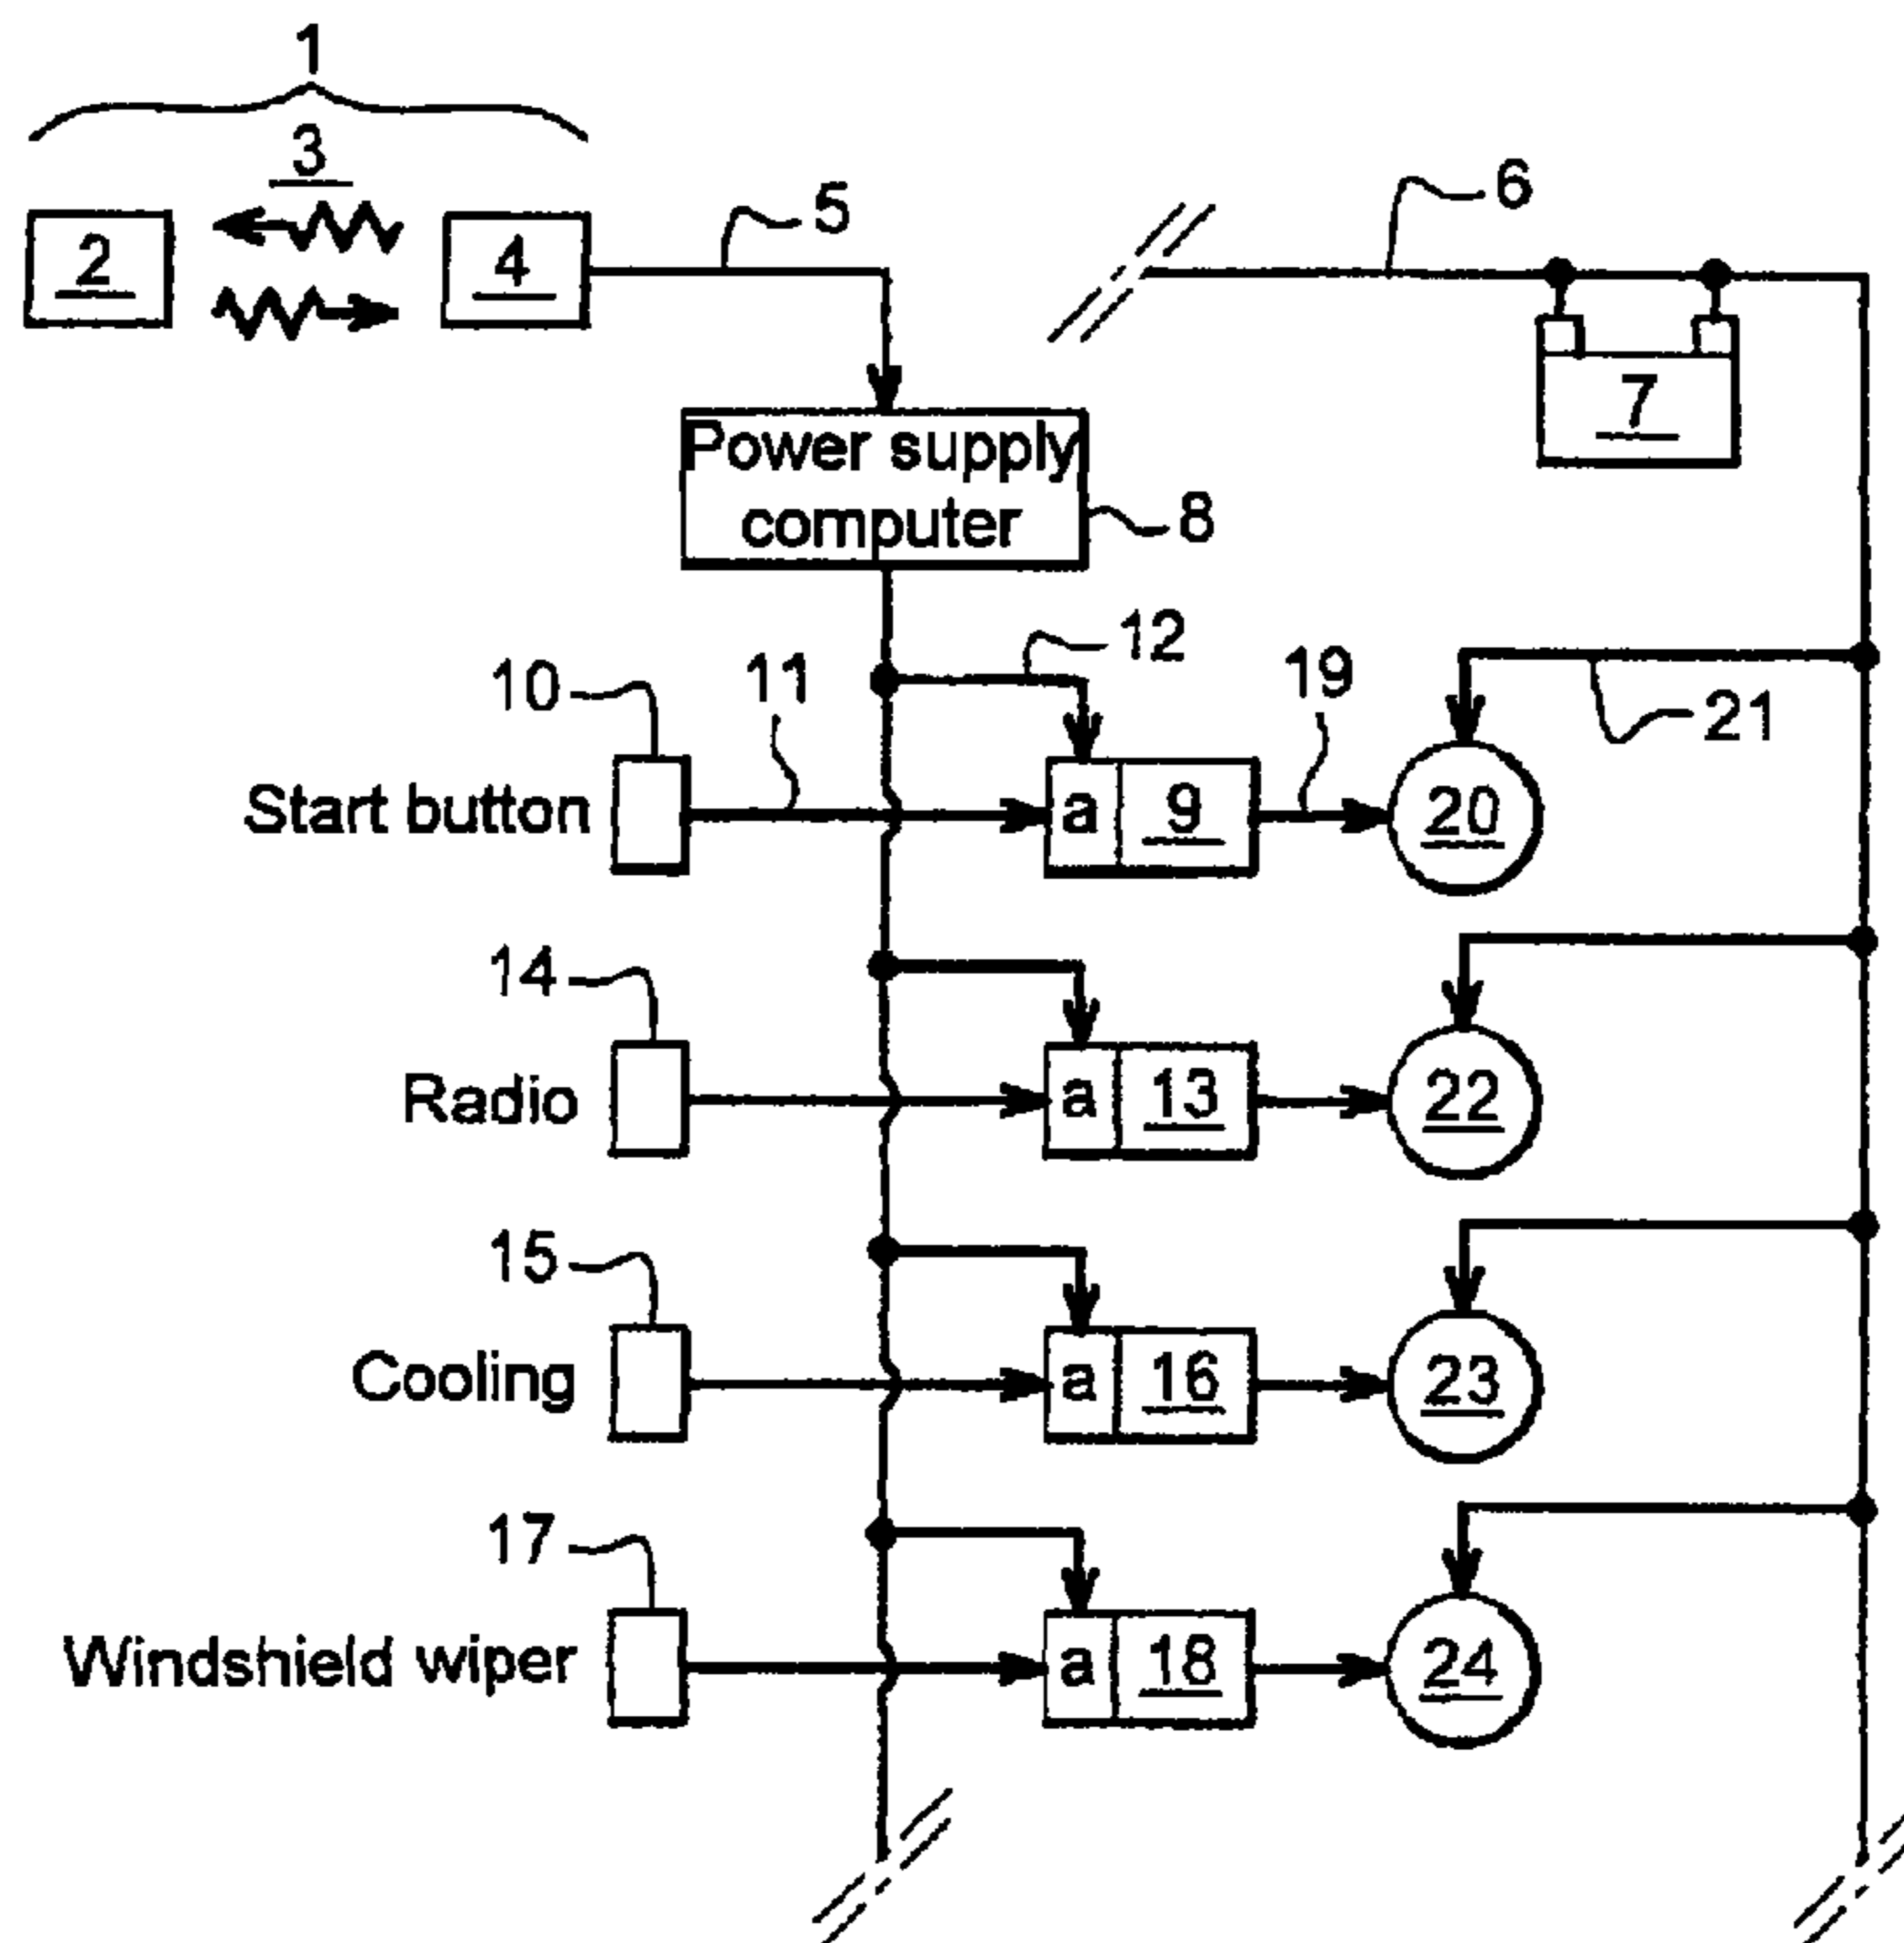 1
3
2
4
5
6
7
Power supply
computer
8
12
10
11
19
21
Start button
a
9
20
14
Radio
a
13
22
15
Cooling
a
16
23
17
Windshield wiper
a
18
24